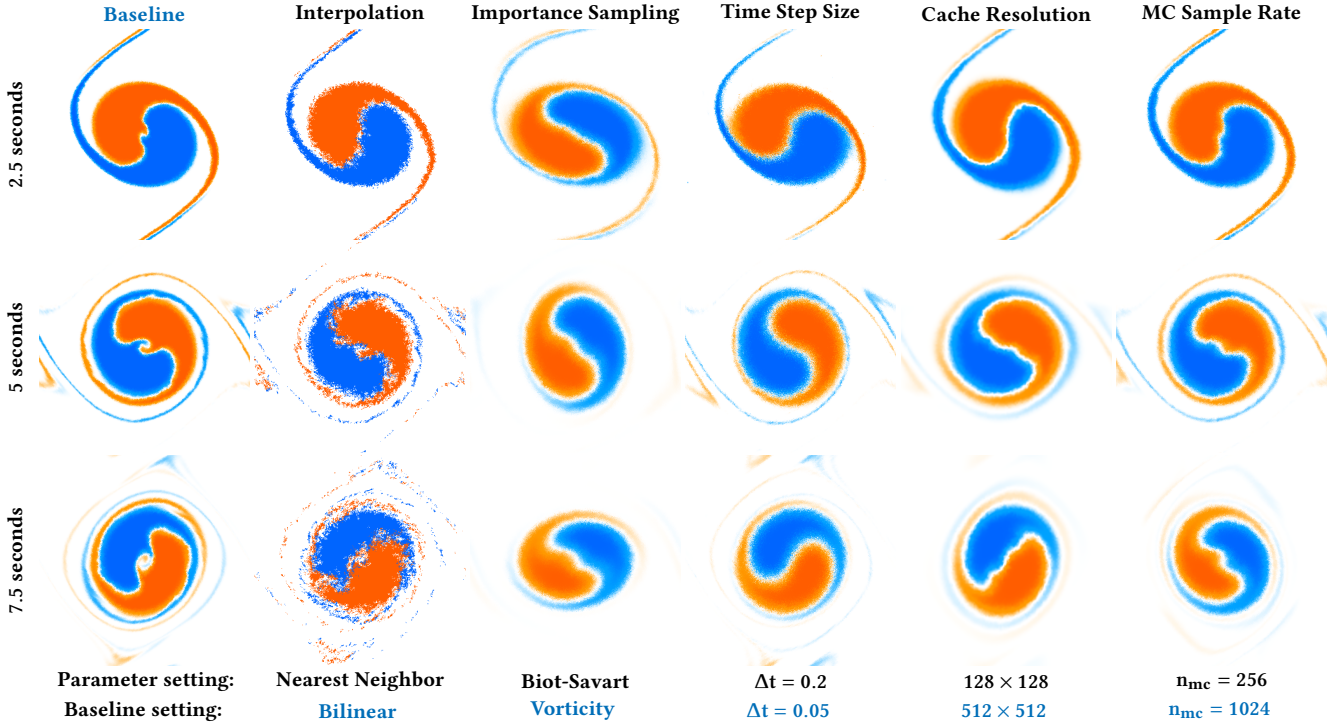 Baseline Interpolation Importance Sampling Time Step Size Cache Resolution MC Sample Rate
2.5 seconds
5 seconds
7.5 seconds
Parameter setting: Nearest Neighbor Biot-Savart Δt = 0.2 128 × 128 nmc = 256
Baseline setting: Bilinear Vorticity Δt = 0.05 512 × 512 nmc = 1024